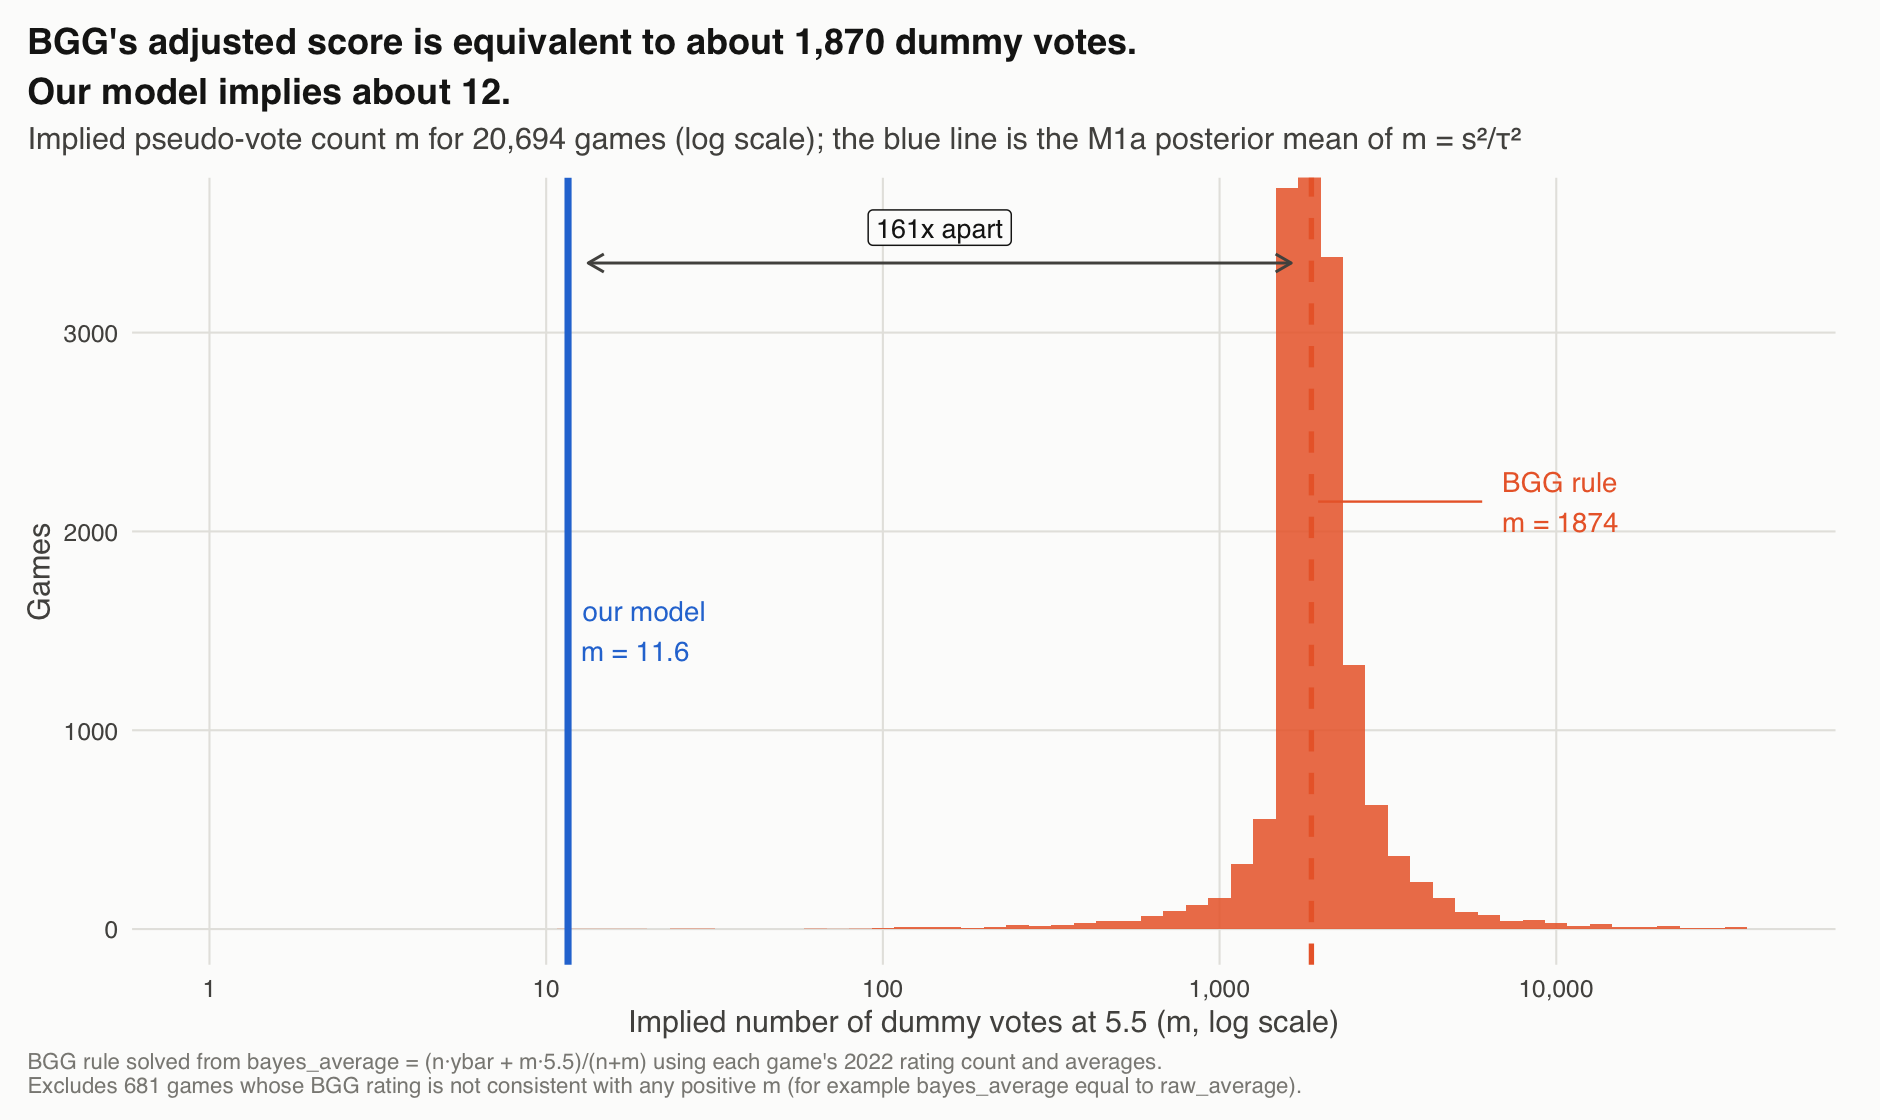 BGG's adjusted score is equivalent to about 1,870 dummy votes.
Our model implies about 12.
Implied pseudo-vote count m for 20,694 games (log scale); the blue line is the M1a posterior mean of m = s²/τ²
161x apart
3000
2000
1000
0
Games
BGG rule
m = 1874
our model
m = 11.6
1
10
100
1,000
10,000
Implied number of dummy votes at 5.5 (m, log scale)
BGG rule solved from bayes_average = (n·ybar + m·5.5)/(n+m) using each game's 2022 rating count and averages.
Excludes 681 games whose BGG rating is not consistent with any positive m (for example bayes_average equal to raw_average).